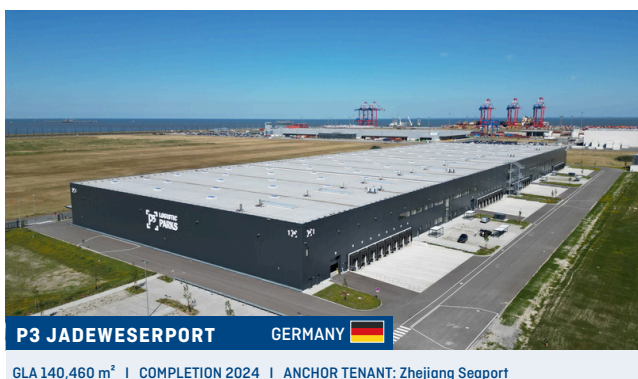 P3 LOGISTIC
PARKS
P3 JADEWESERPORT GERMANY
GLA 140,460 m² | COMPLETION 2024 | ANCHOR TENANT: Zhejiang Seaport